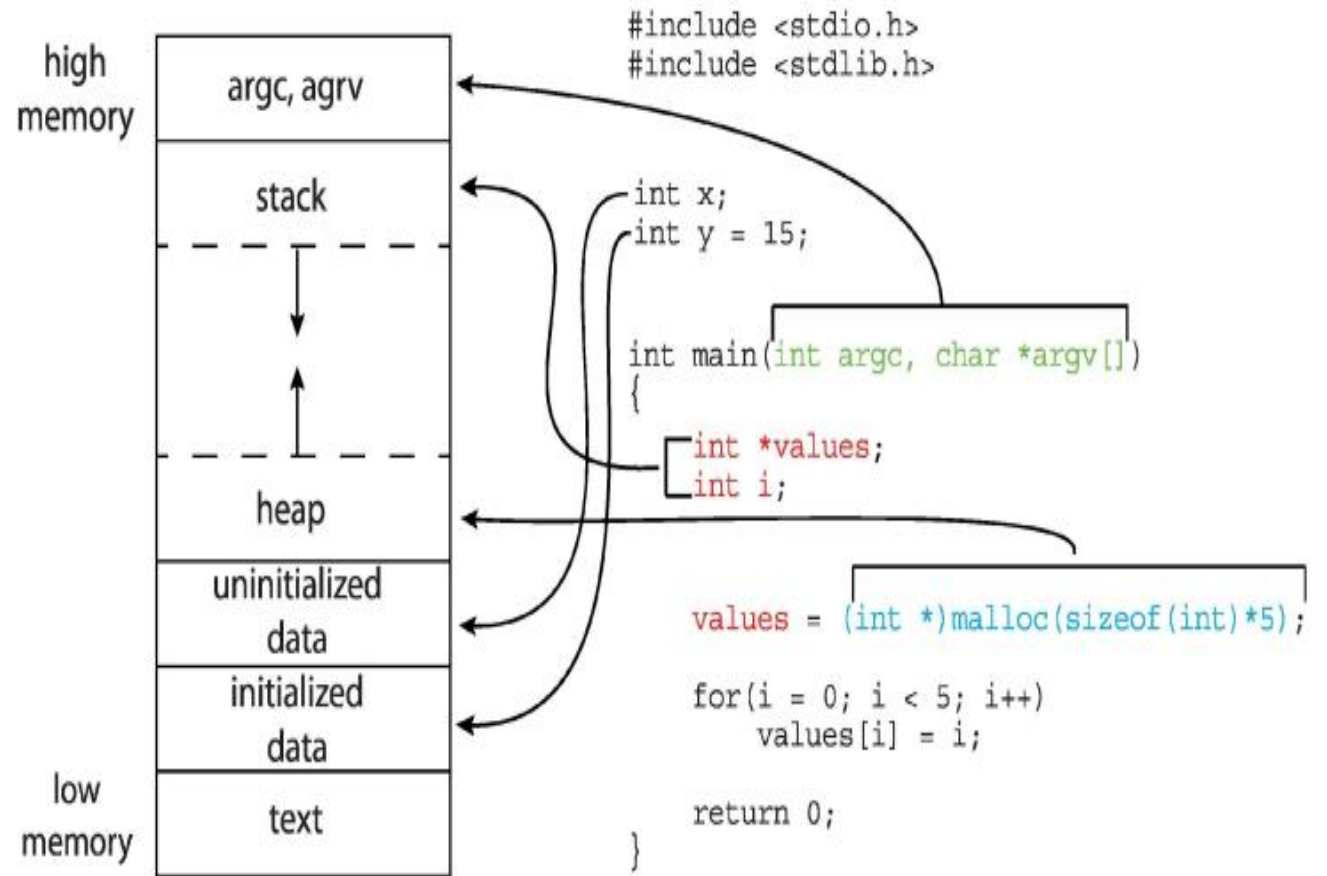 high
memory
argc, agrv
stack
heap
uninitialized
data
initialized
data
low
memory
text
#include <stdio.h>
#include <stdlib.h>
int x;
int y = 15;
int main(int argc, char *argv[])
{
int *values;
int i;
values = (int *)malloc(sizeof(int)*5);
for(i = 0; i < 5; i++)
values[i] = i;
return 0;
}